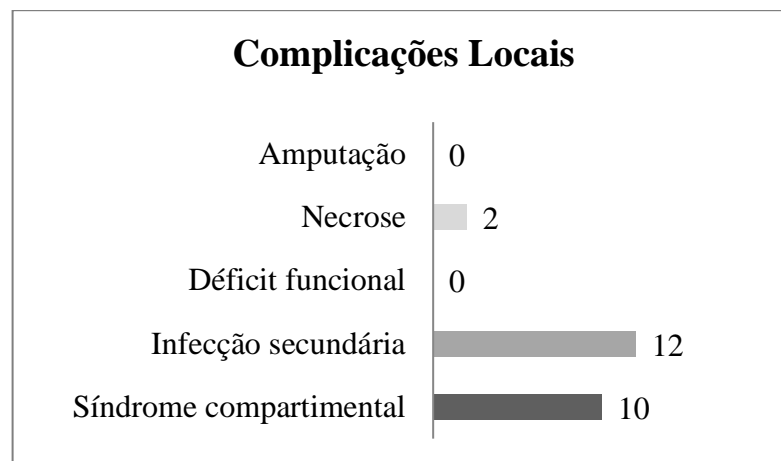 Complicações Locais
Amputação 0
Necrose 2
Déficit funcional 0
Infecção secundária 12
Síndrome compartimental 10